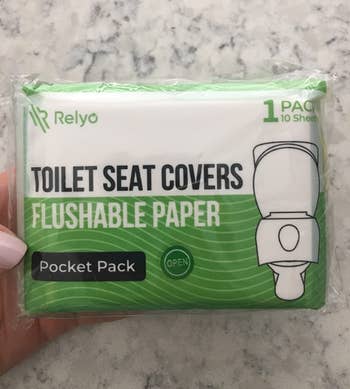 Relyo
1 PAC
10 Shee
TOILET SEAT COVERS
FLUSHABLE PAPER
Pocket Pack
OPEN